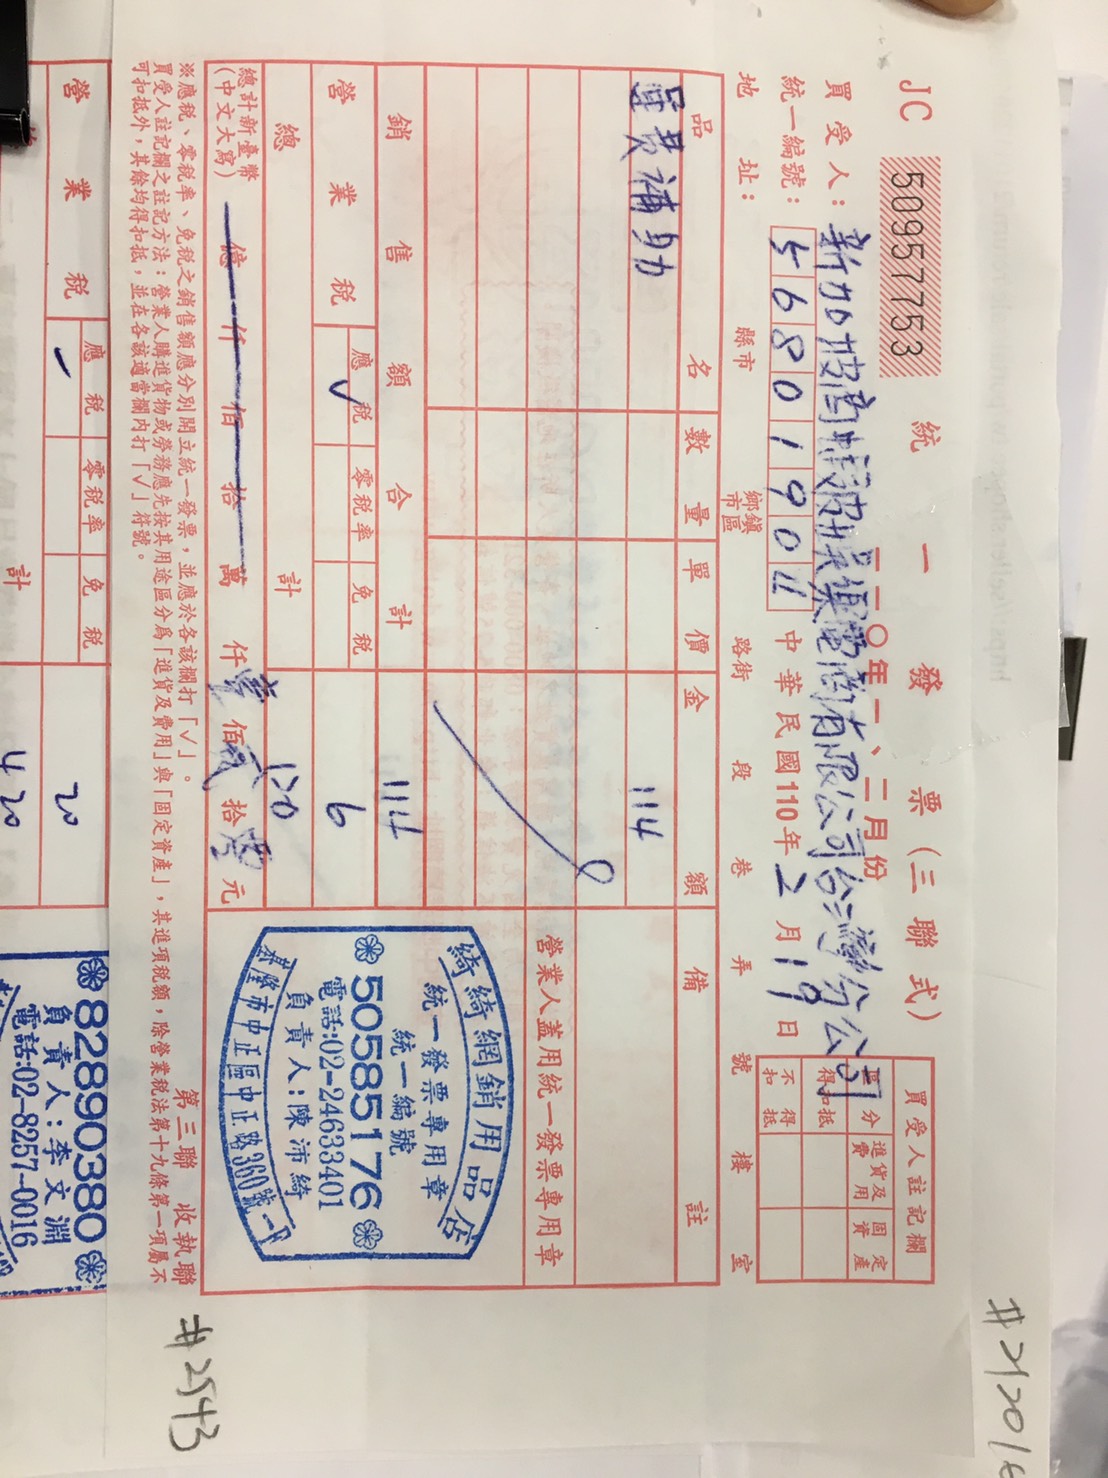 JC 50957753
統一發票(三聯式)
一一〇年一、二月份
買受人:新加坡商蝦皮娛樂電商有限公司台灣分公司
統一編號:56801904
中華民國110年2月19日
地址: 縣市 鄉鎮市區 路街 段 巷 弄 號 樓 室
買受人註記欄
區分 進貨及費用 固定資產
得扣抵
不得扣抵
品名 數量 單價 金額 備註
運費補助 114
銷售額合計 114
營業稅 應稅 ✓ 零稅率 免稅 6
總計 120
總計新臺幣
(中文大寫) 億 仟 佰 拾 萬 仟 壹 佰 貳 拾 零 元
營業人蓋用統一發票專用章
綺綺網銷用品店
統一發票專用章
統一編號
50585176
電話:02-24633401
負責人:陳沛綺
基隆市中正區中正路360號一F
※應稅、零稅率、免稅之銷售額應分別開立統一發票,並應於各該欄打「✓」。
買受人註記欄之註記方法:營業人購進貨物或勞務應先按其用途區分為「進貨及費用」與「固定資產」,其進項稅額,除營業稅法第十九條第一項屬不
可扣抵外,其餘均得扣抵,並在各該適當欄內打「✓」符號。
第三聯 收執聯
#2543
營業稅 應稅 ✓ 零稅率 免稅 20
計 420
82890380
負責人:李文淵
電話:02-8257-0016